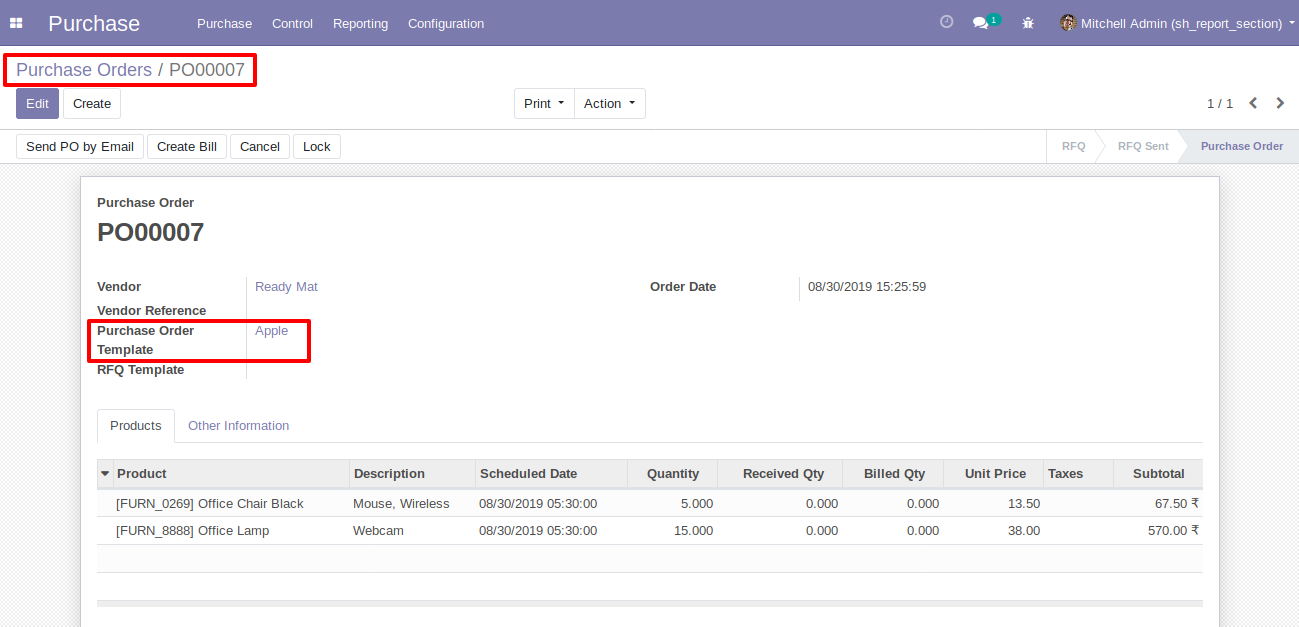 Purchase Purchase Control Reporting Configuration 1 Mitchell Admin (sh_report_section)
Purchase Orders / PO00007
Edit Create Print Action 1 / 1
Send PO by Email Create Bill Cancel Lock RFQ RFQ Sent Purchase Order
Purchase Order
PO00007
Vendor Ready Mat Order Date 08/30/2019 15:25:59
Vendor Reference
Purchase Order Apple
Template
RFQ Template
Products Other Information
Product Description Scheduled Date Quantity Received Qty Billed Qty Unit Price Taxes Subtotal
[FURN_0269] Office Chair Black Mouse, Wireless 08/30/2019 05:30:00 5.000 0.000 0.000 13.50 67.50 ₹
[FURN_8888] Office Lamp Webcam 08/30/2019 05:30:00 15.000 0.000 0.000 38.00 570.00 ₹